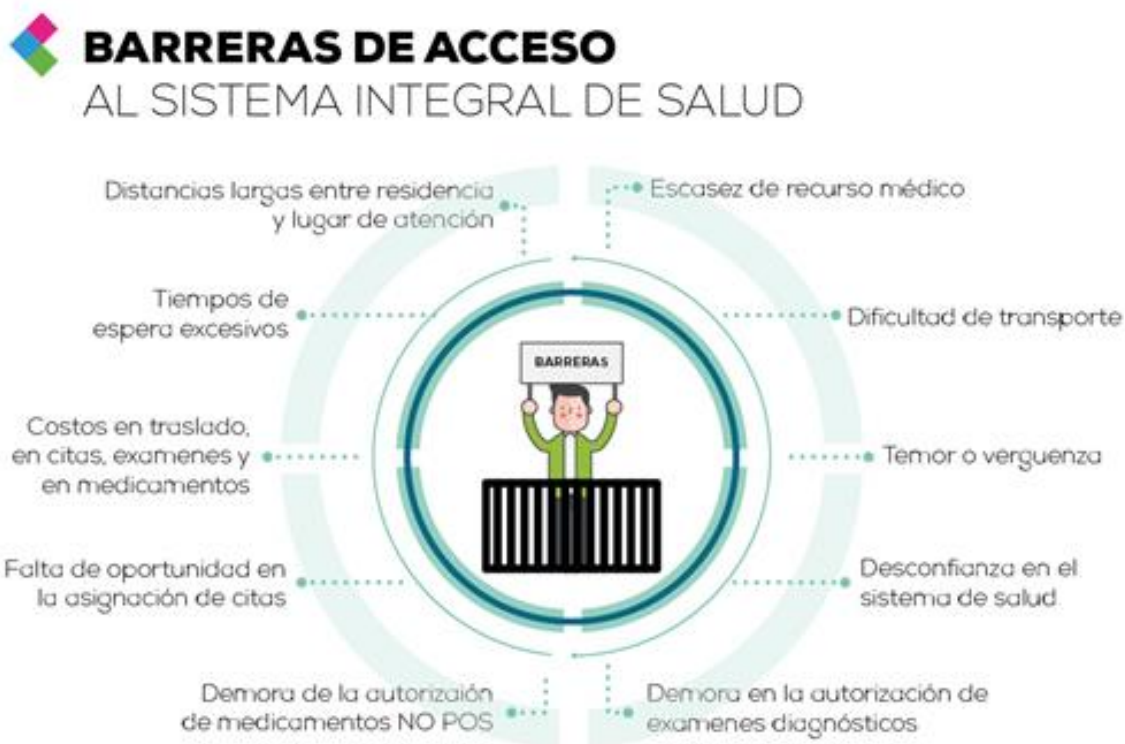 BARRERAS DE ACCESO
AL SISTEMA INTEGRAL DE SALUD
Distancias largas entre residencia
y lugar de atención
Escasez de recurso médico
Tiempos de
espera excesivos
Dificultad de transporte
BARRERAS
Costos en traslado,
en citas, examenes y
en medicamentos
Temor o verguenza
Falta de oportunidad en
la asignación de citas
Desconfianza en el
sistema de salud
Demora de la autorizaión
de medicamentos NO POS
Demora en la autorización de
examenes diagnósticos